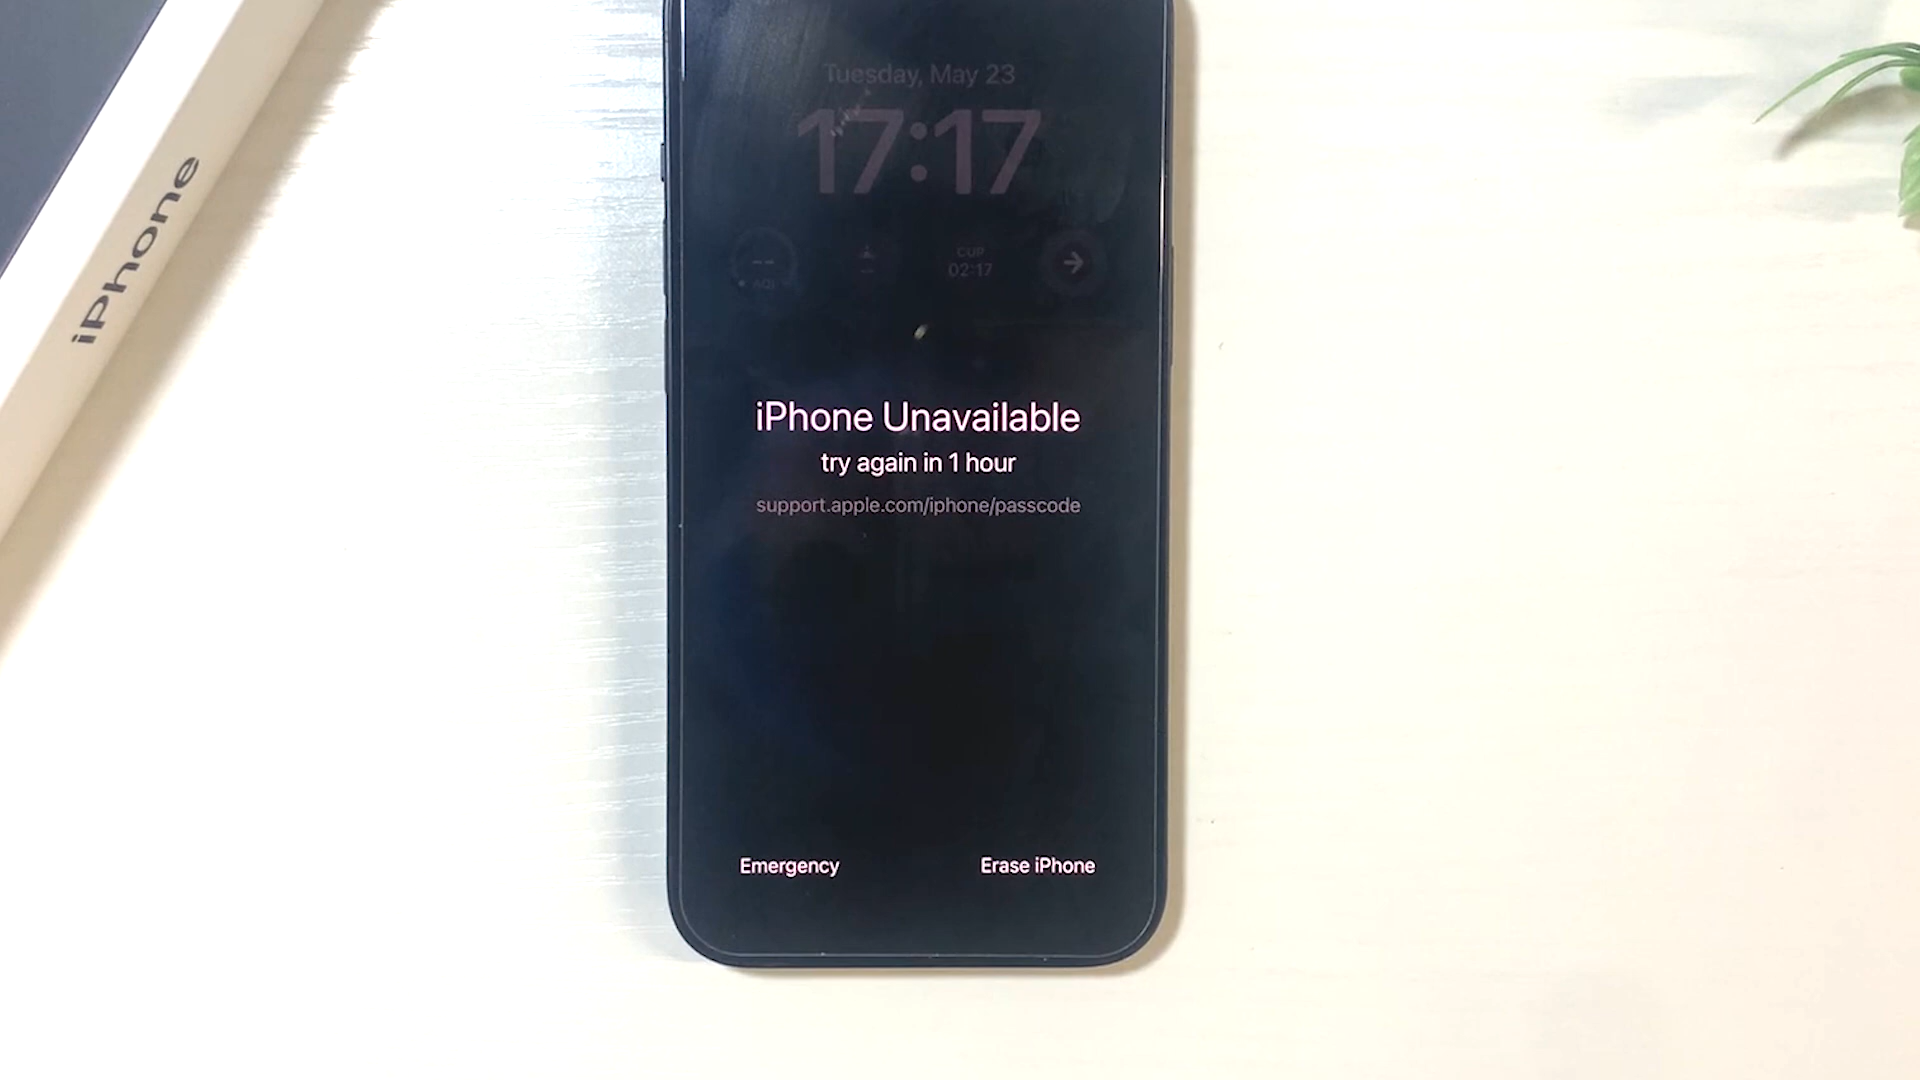 iPhone
Tuesday, May 23
17:17
CUP
-- 02:17
AQI
iPhone Unavailable
try again in 1 hour
support.apple.com/iphone/passcode
Emergency
Erase iPhone